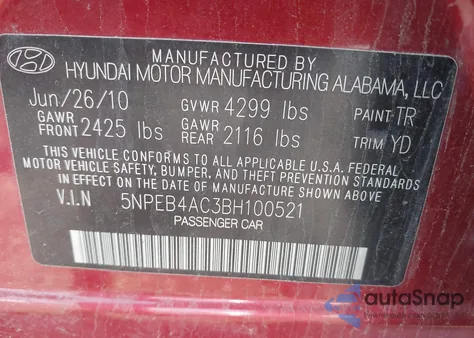 MANUFACTURED BY
HYUNDAI MOTOR MANUFACTURING ALABAMA, LLC
Jun/26/10 GVWR 4299 lbs PAINT TR
GAWR FRONT 2425 lbs GAWR REAR 2116 lbs TRIM YD
THIS VEHICLE CONFORMS TO ALL APPLICABLE U.S.A. FEDERAL
MOTOR VEHICLE SAFETY, BUMPER, AND THEFT PREVENTION STANDARDS
IN EFFECT ON THE DATE OF MANUFACTURE SHOWN ABOVE.
V.I.N 5NPEB4AC3BH100521
PASSENGER CAR
autoSnap